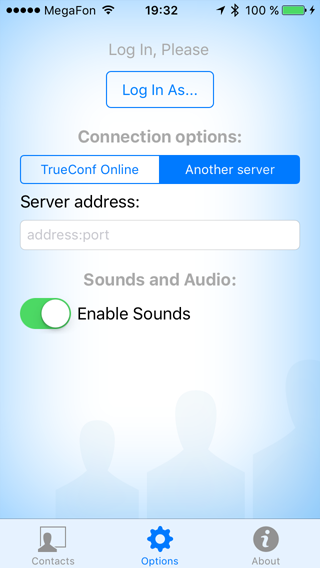 MegaFon 19:32 100 %
Log In, Please
Log In As...
Connection options:
TrueConf Online Another server
Server address:
address:port
Sounds and Audio:
Enable Sounds
Contacts Options About